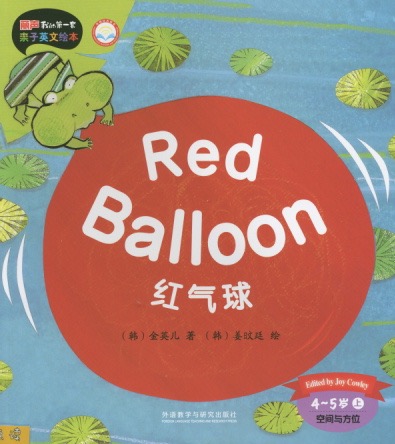 丽声 我的第一套
亲子英文绘本
Red
Balloon
红气球
（韩）金英儿 著 （韩）姜旼廷 绘
Edited by Joy Cowley
4~5岁 上
空间与方位
外语教学与研究出版社